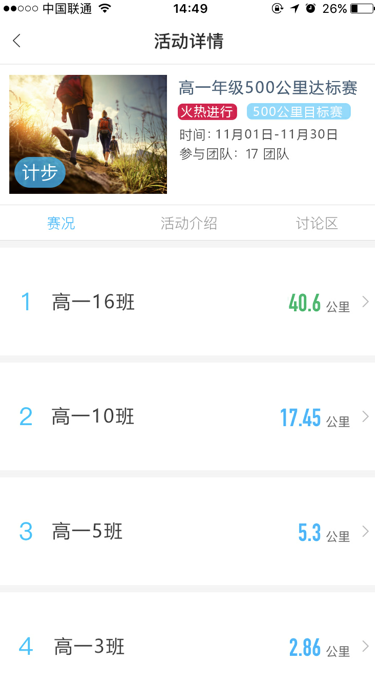 中国联通 14:49 26%
活动详情
高一年级500公里达标赛
火热进行 500公里目标赛
时间:11月01日-11月30日
参与团队: 17 团队
计步
赛况 活动介绍 讨论区
1 高一16班 40.6 公里
2 高一10班 17.45 公里
3 高一5班 5.3 公里
4 高一3班 2.86 公里